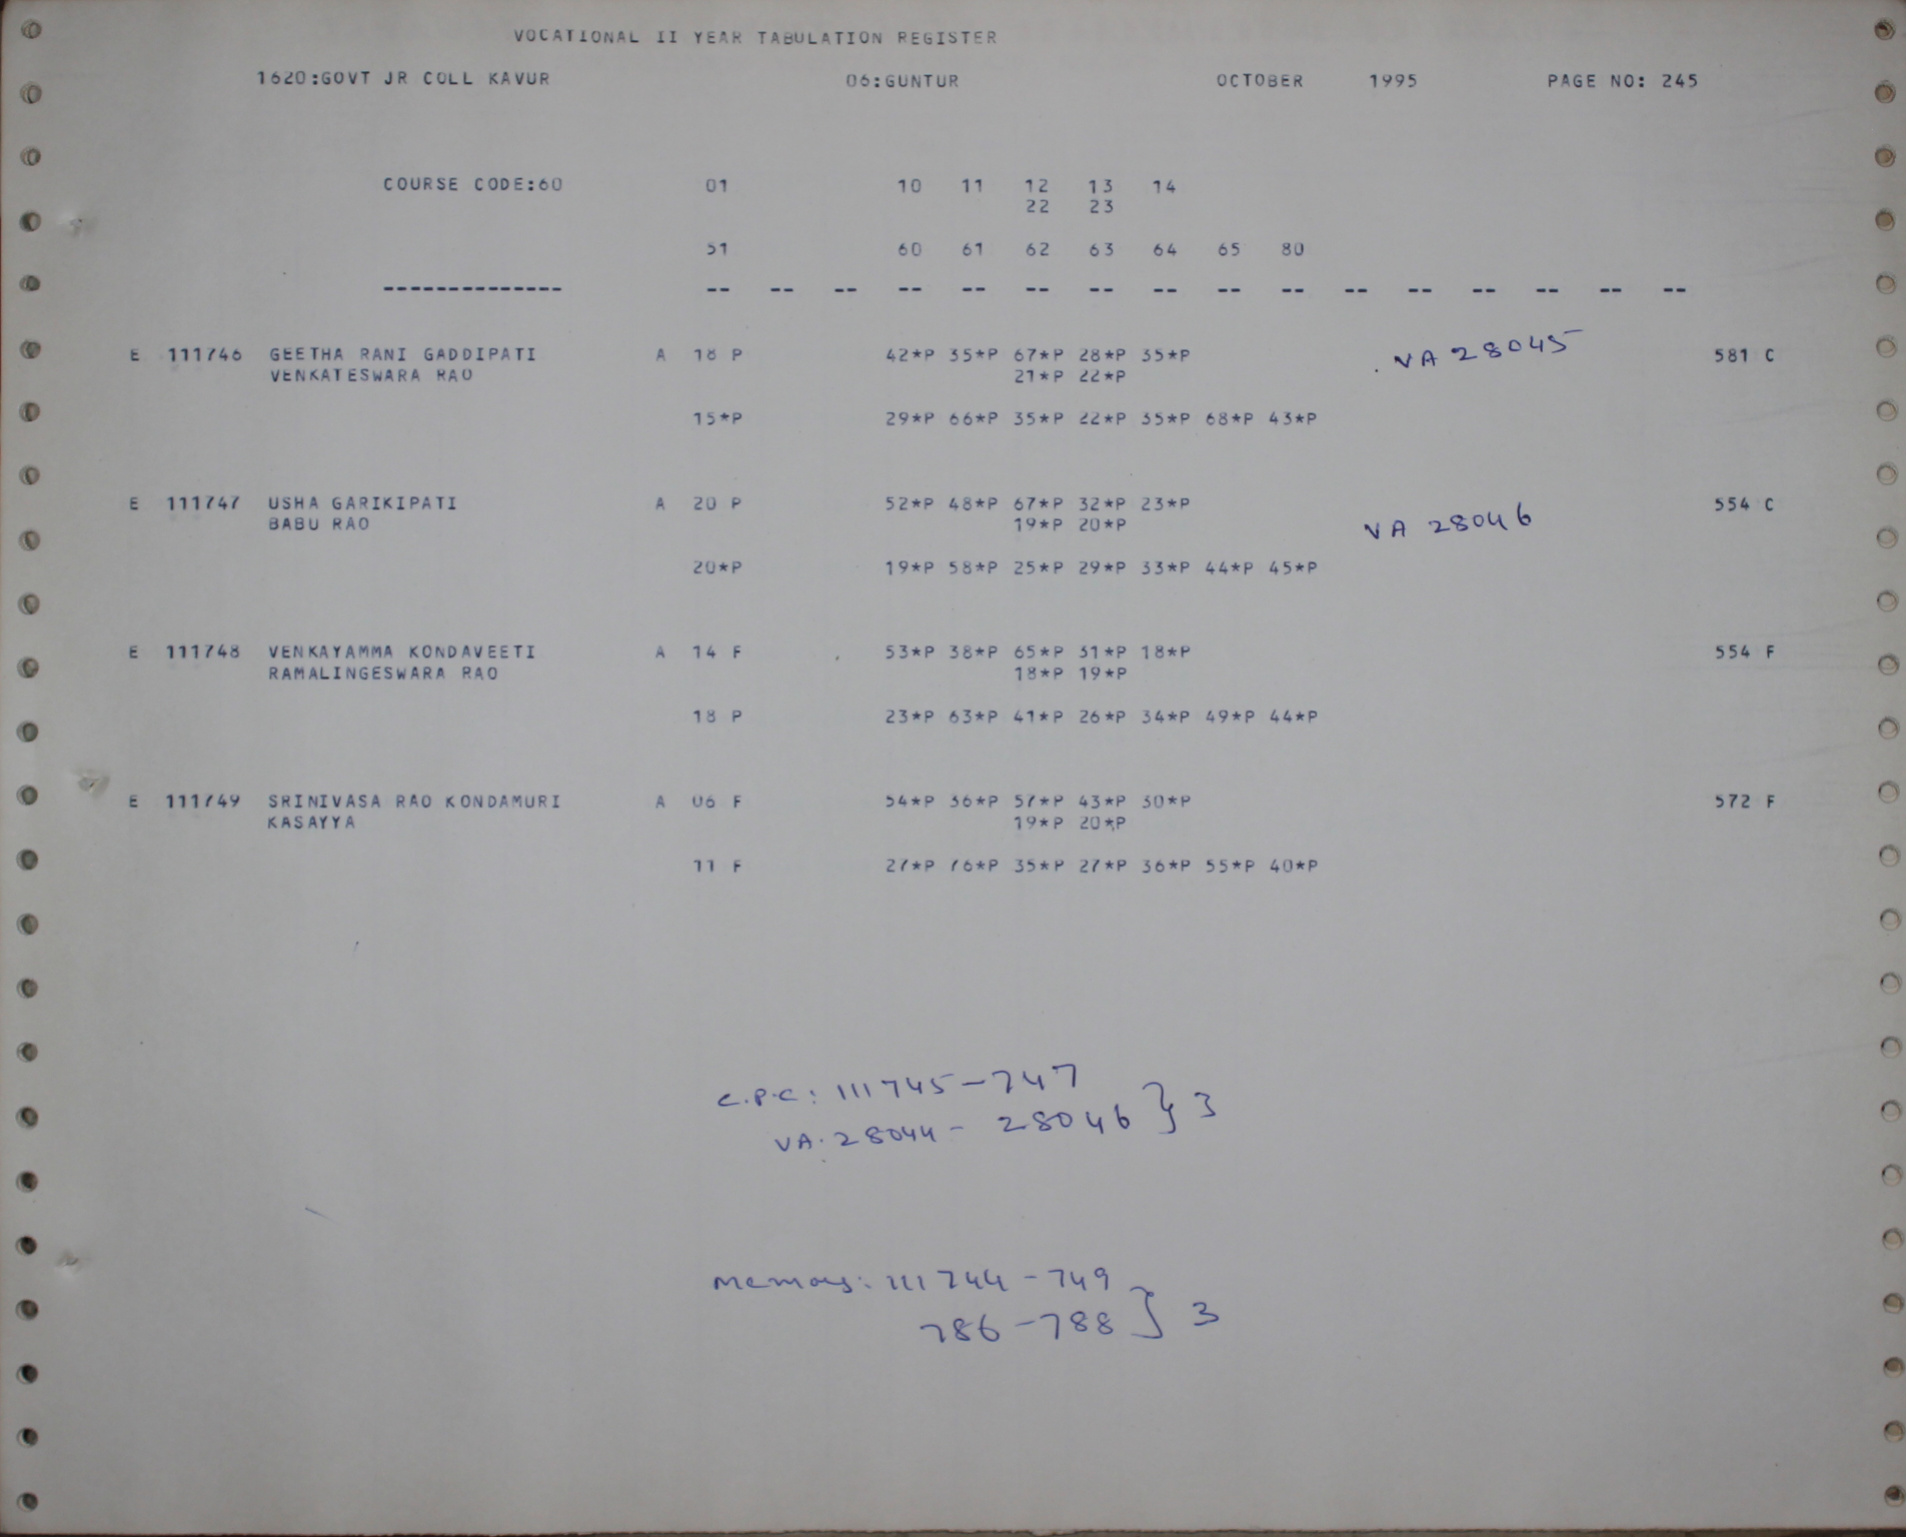 VOCATIONAL II YEAR TABULATION REGISTER
1620:GOVT JR COLL KAVUR 06:GUNTUR OCTOBER 1995 PAGE NO: 245
COURSE CODE:60 01 10 11 12 13 14
22 23
51 60 61 62 63 64 65 80
-------------- -- -- -- -- -- -- -- -- -- -- -- -- -- -- -- --
E 111746 GEETHA RANI GADDIPATI A 18 P 42*P 35*P 67*P 28*P 35*P VA 28045 581 C
VENKATESWARA RAO 21*P 22*P
15*P 29*P 66*P 35*P 22*P 35*P 68*P 43*P
E 111747 USHA GARIKIPATI A 20 P 52*P 48*P 67*P 32*P 23*P 554 C
BABU RAO 19*P 20*P VA 28046
20*P 19*P 58*P 25*P 29*P 33*P 44*P 45*P
E 111748 VENKAYAMMA KONDAVEETI A 14 F 53*P 38*P 65*P 31*P 18*P 554 F
RAMALINGESWARA RAO 18*P 19*P
18 P 23*P 63*P 41*P 26*P 34*P 49*P 44*P
E 111749 SRINIVASA RAO KONDAMURI A 06 F 54*P 36*P 57*P 43*P 30*P 572 F
KASAYYA 19*P 20*P
11 F 27*P 76*P 35*P 27*P 36*P 55*P 40*P
C.P.C: 111745-747
VA.28044- 28046 } 3
111744-749
786-788 } 3